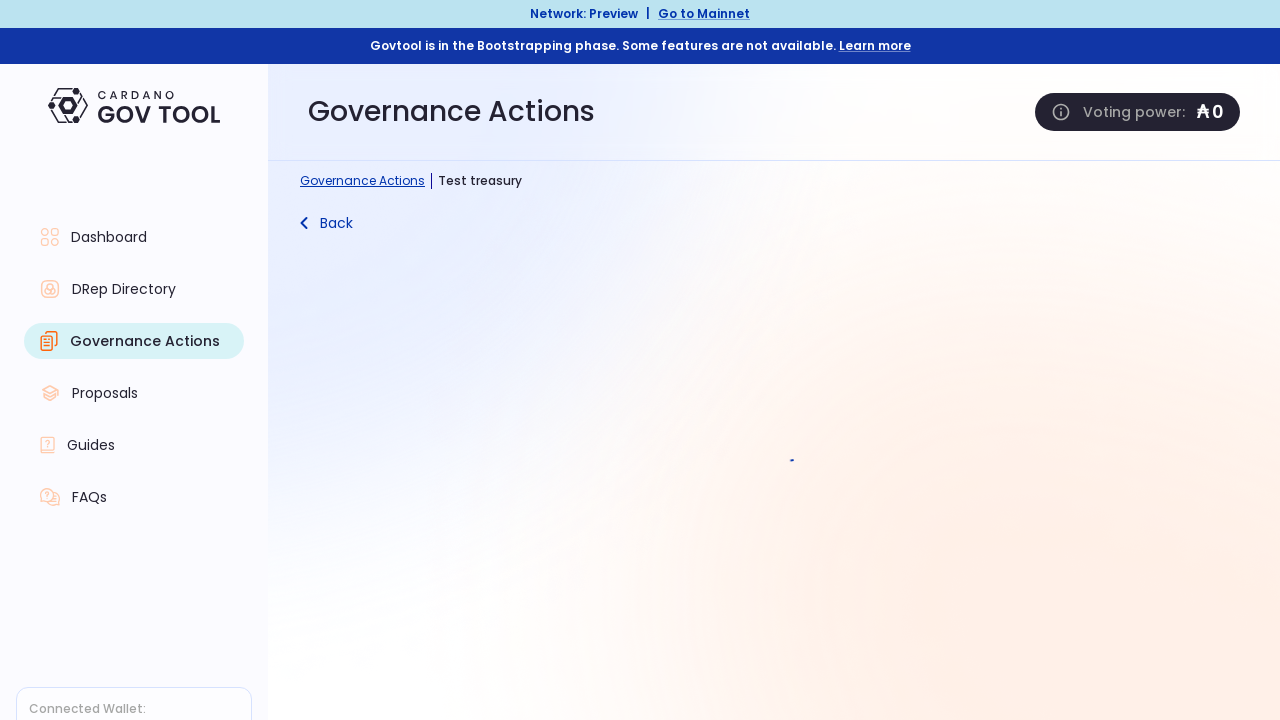 Network: Preview | Go to Mainnet
Govtool is in the Bootstrapping phase. Some features are not available. Learn more
CARDANO
GOV TOOL
Governance Actions
Voting power: ₳ 0
Governance Actions | Test treasury
Back
Dashboard
DRep Directory
Governance Actions
Proposals
Guides
FAQs
Connected Wallet: